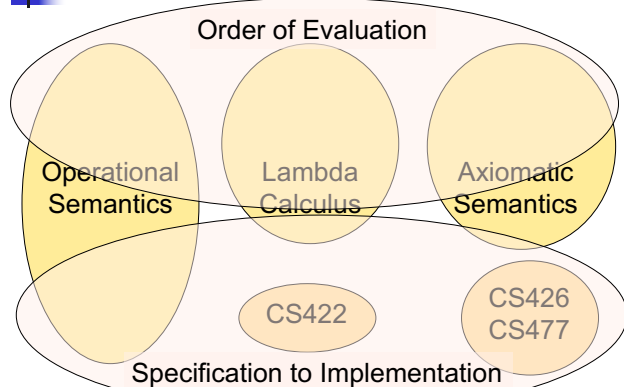 Order of Evaluation
Operational
Semantics
Lambda
Calculus
Axiomatic
Semantics
CS422
CS426
CS477
Specification to Implementation